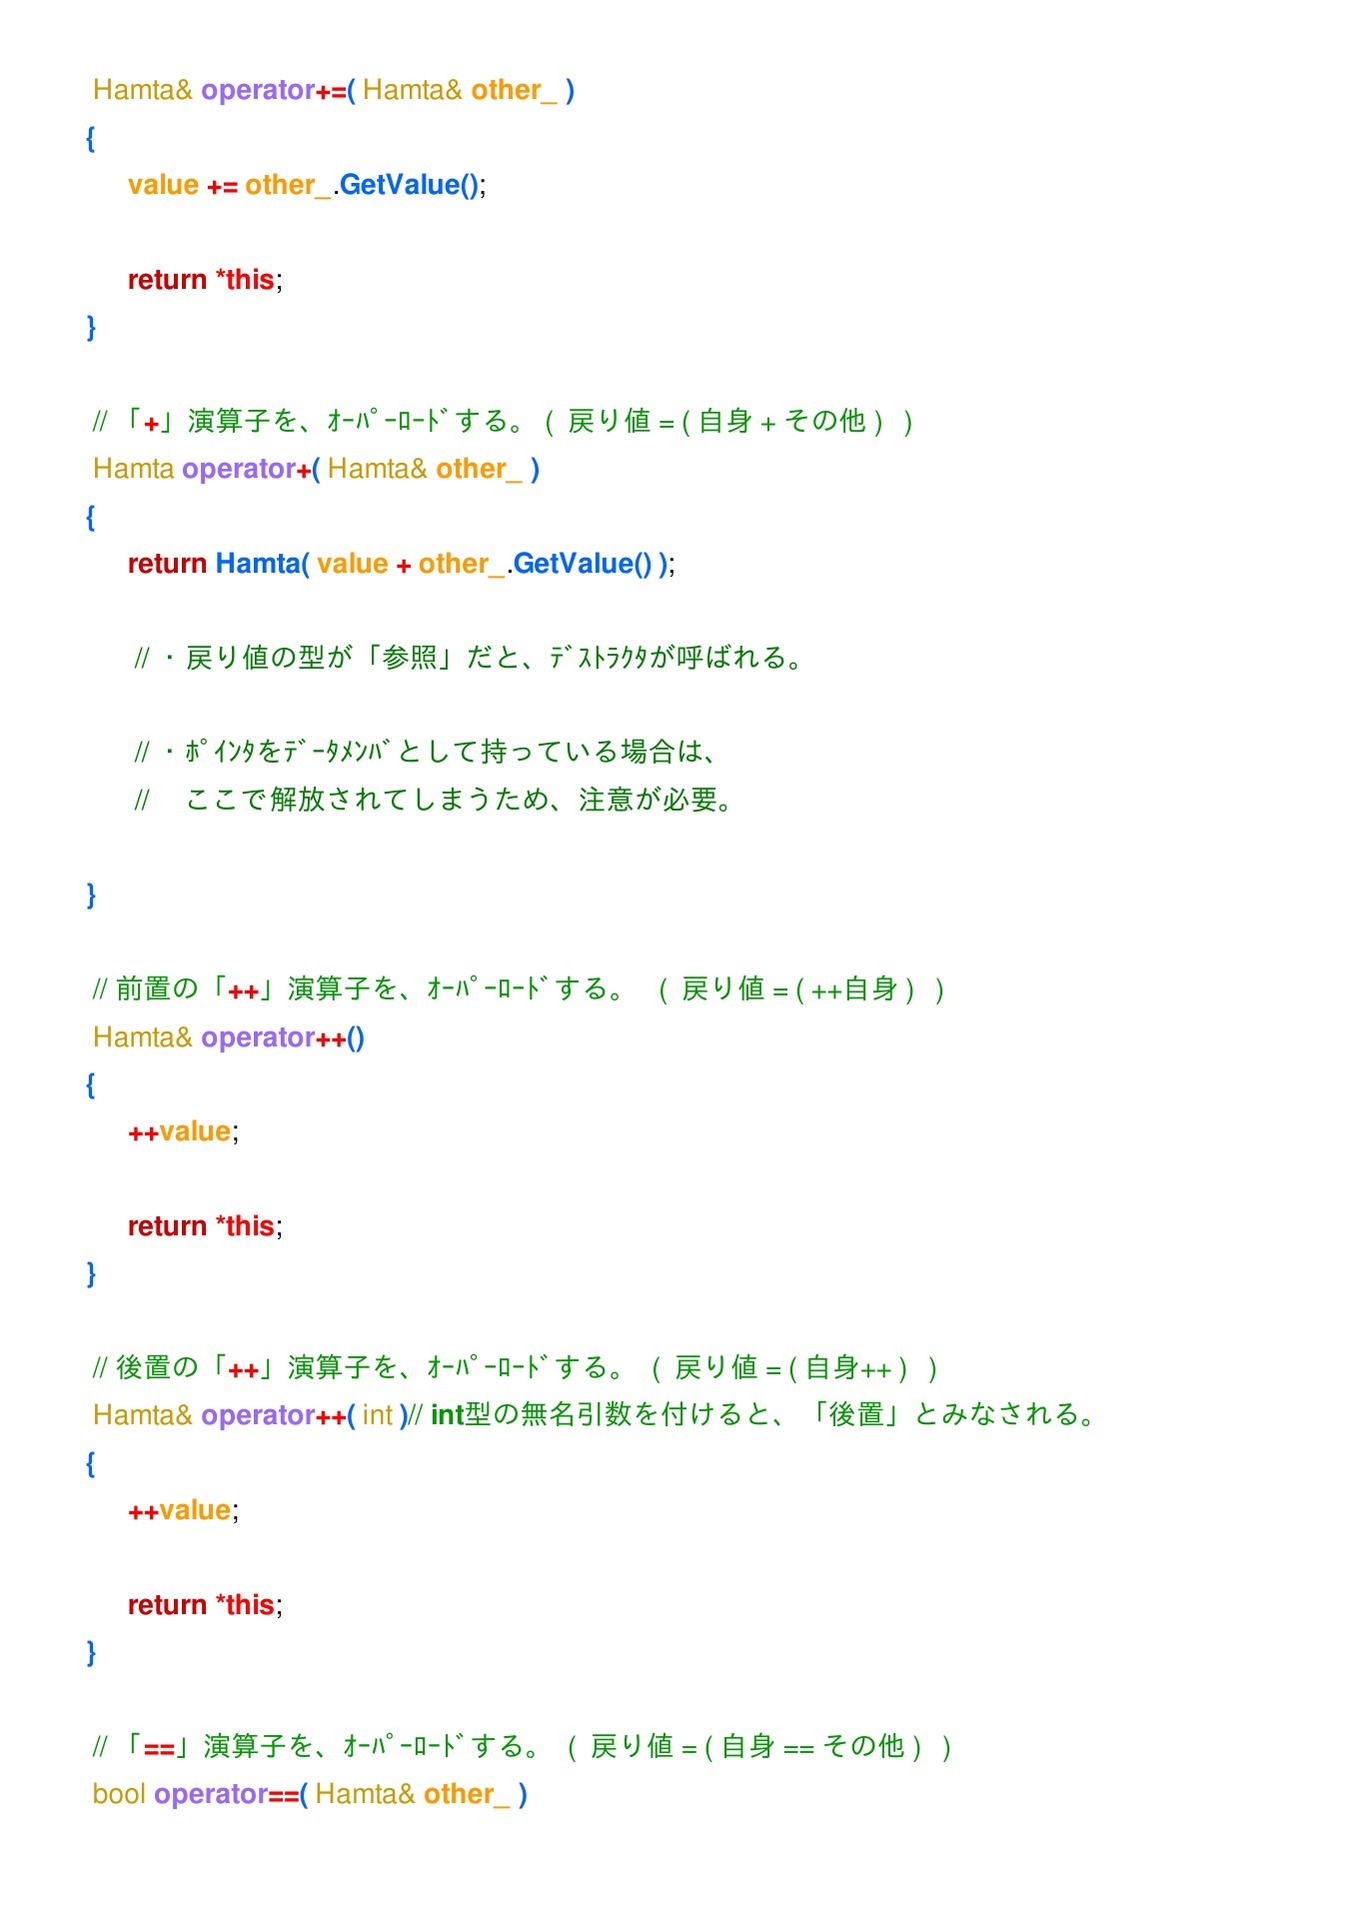 Hamta& operator+=( Hamta& other_ )
{
value += other_.GetValue();
return *this;
}
// 「+」演算子を、ｵｰﾊﾟｰﾛｰﾄﾞする。 ( 戻り値 = ( 自身 + その他 ) )
Hamta operator+( Hamta& other_ )
{
return Hamta( value + other_.GetValue() );
// ・戻り値の型が「参照」だと、ﾃﾞｽﾄﾗｸﾀが呼ばれる。
// ・ﾎﾟｲﾝﾀをﾃﾞｰﾀﾒﾝﾊﾞとして持っている場合は、
// ここで解放されてしまうため、注意が必要。
}
// 前置の「++」演算子を、ｵｰﾊﾟｰﾛｰﾄﾞする。 ( 戻り値 = ( ++自身 ) )
Hamta& operator++()
{
++value;
return *this;
}
// 後置の「++」演算子を、ｵｰﾊﾟｰﾛｰﾄﾞする。 ( 戻り値 = ( 自身++ ) )
Hamta& operator++( int )// int型の無名引数を付けると、「後置」とみなされる。
{
++value;
return *this;
}
// 「==」演算子を、ｵｰﾊﾟｰﾛｰﾄﾞする。 ( 戻り値 = ( 自身 == その他 ) )
bool operator==( Hamta& other_ )